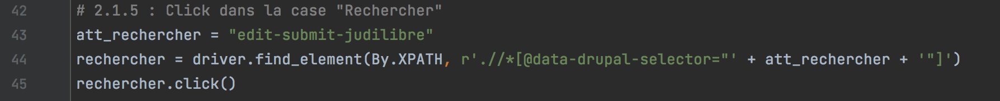 42 # 2.1.5 : Click dans la case "Rechercher"
43 att_rechercher = "edit-submit-judilibre"
44 rechercher = driver.find_element(By.XPATH, r'.//*[@data-drupal-selector="' + att_rechercher + '"]')
45 rechercher.click()